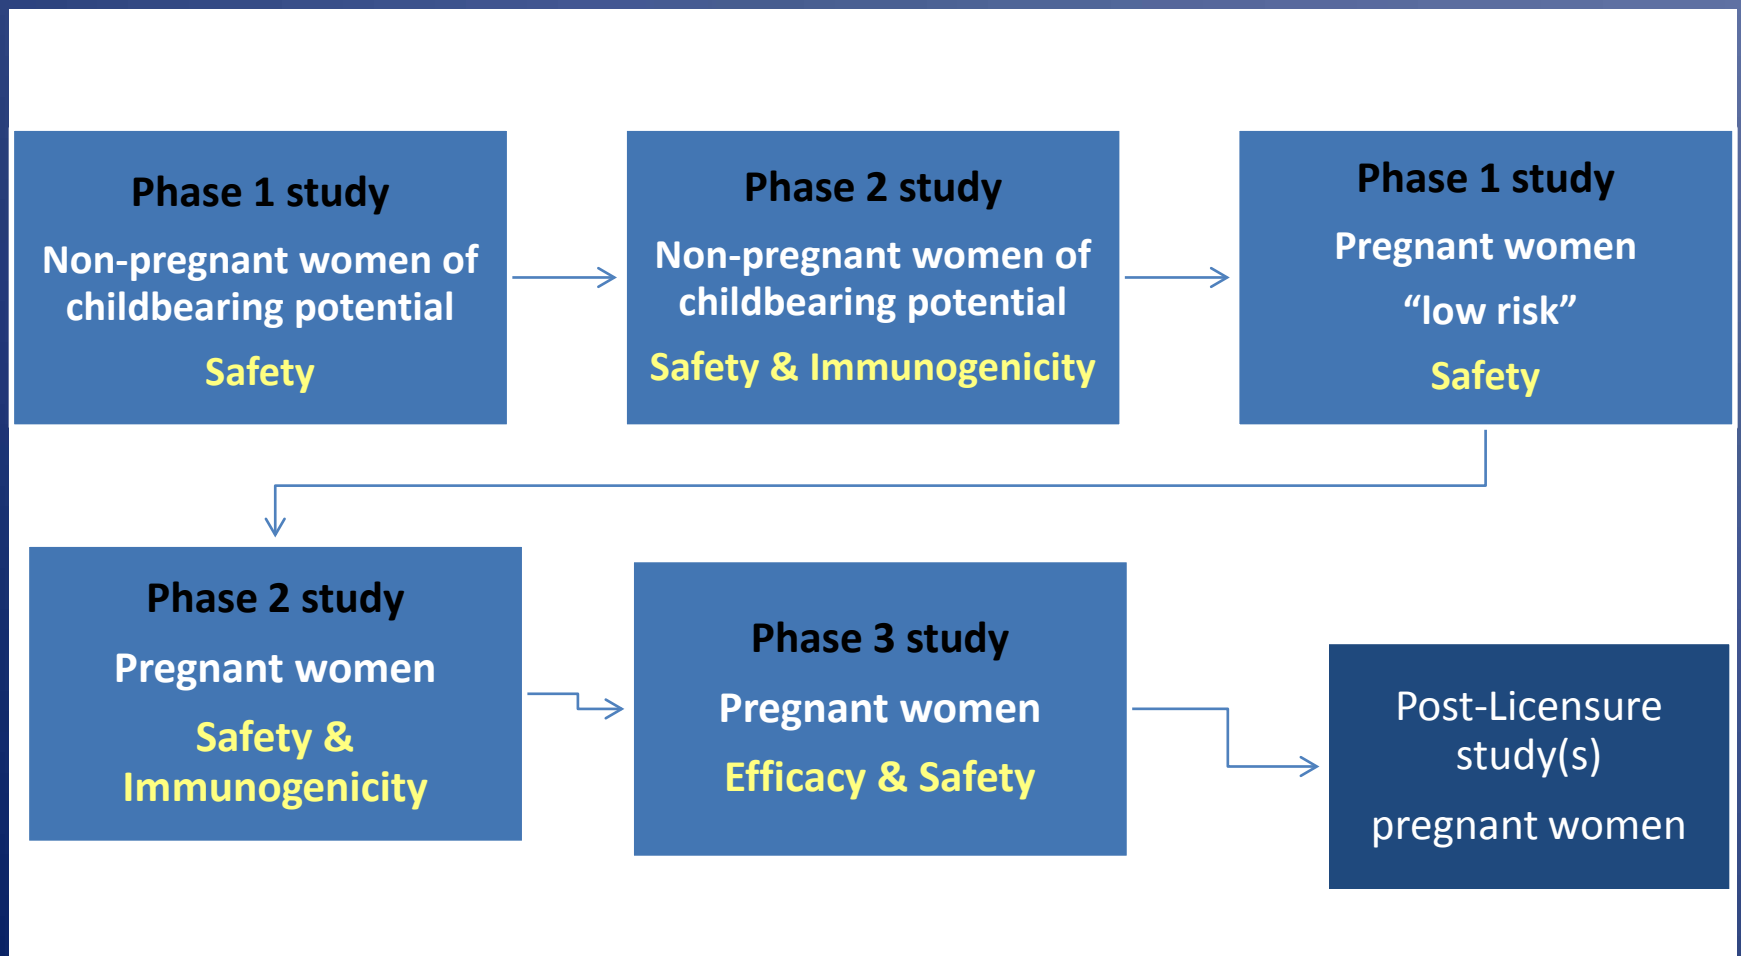 Phase 1 study
Non-pregnant women of
childbearing potential
Safety
Phase 2 study
Non-pregnant women of
childbearing potential
Safety & Immunogenicity
Phase 1 study
Pregnant women
“low risk”
Safety
Phase 2 study
Pregnant women
Safety &
Immunogenicity
Phase 3 study
Pregnant women
Efficacy & Safety
Post-Licensure
study(s)
pregnant women